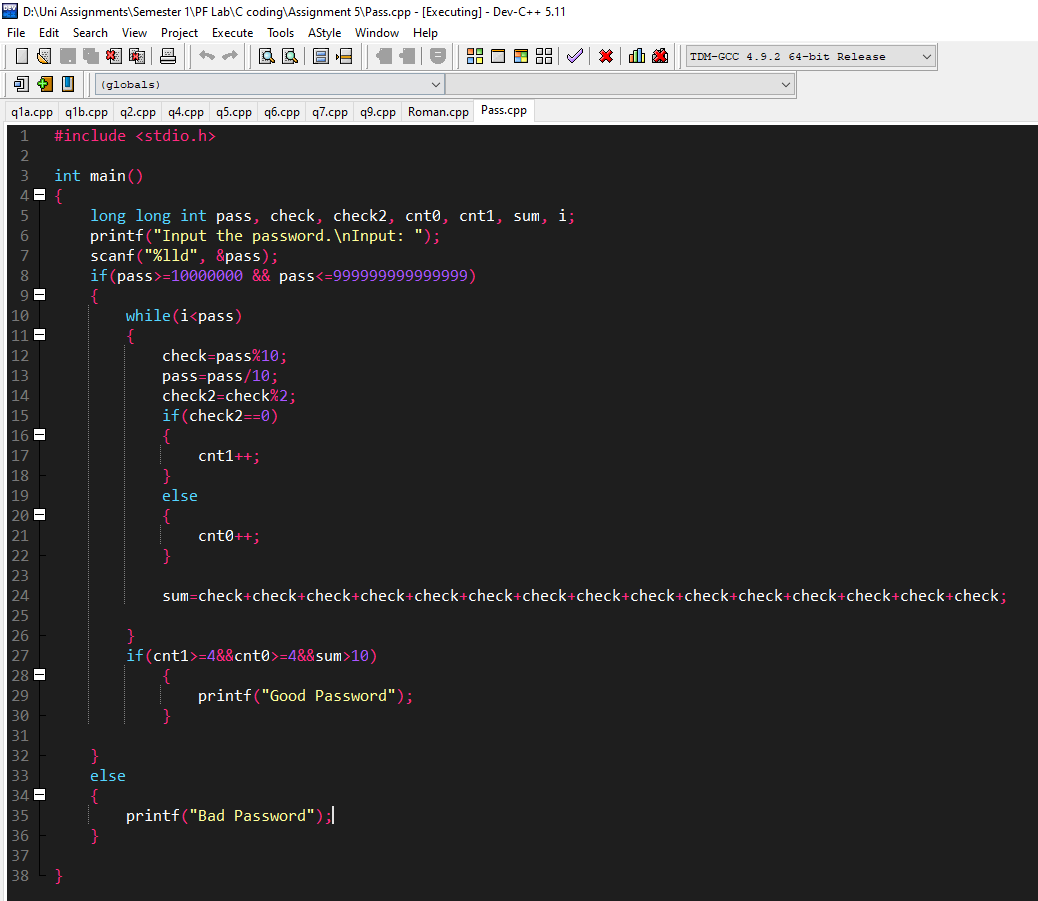 D:\Uni Assignments\Semester 1\PF Lab\C coding\Assignment 5\Pass.cpp - [Executing] - Dev-C++ 5.11
File Edit Search View Project Execute Tools AStyle Window Help
TDM-GCC 4.9.2 64-bit Release
(globals)
q1a.cpp q1b.cpp q2.cpp q4.cpp q5.cpp q6.cpp q7.cpp q9.cpp Roman.cpp Pass.cpp
1 #include <stdio.h>
2
3 int main()
4 {
5 long long int pass, check, check2, cnt0, cnt1, sum, i;
6 printf("Input the password.\nInput: ");
7 scanf("%lld", &pass);
8 if(pass>=10000000 && pass<=999999999999999)
9 {
10 while(i<pass)
11 {
12 check=pass%10;
13 pass=pass/10;
14 check2=check%2;
15 if(check2==0)
16 {
17 cnt1++;
18 }
19 else
20 {
21 cnt0++;
22 }
23
24 sum=check+check+check+check+check+check+check+check+check+check+check+check+check+check+check;
25
26 }
27 if(cnt1>=4&&cnt0>=4&&sum>10)
28 {
29 printf("Good Password");
30 }
31
32 }
33 else
34 {
35 printf("Bad Password");
36 }
37
38 }